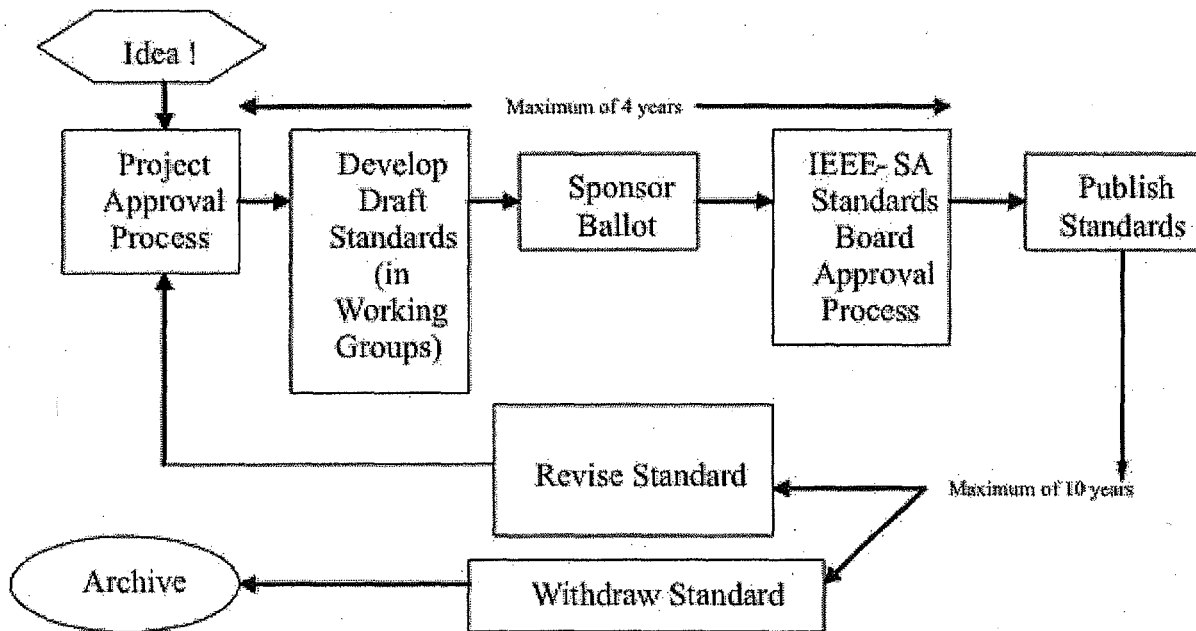 Idea !
Maximum of 4 years
Project
Approval
Process
Develop
Draft
Standards
(in
Working
Groups)
Sponsor
Ballot
IEEE- SA
Standards
Board
Approval
Process
Publish
Standards
Revise Standard
Maximum of 10 years
Archive
Withdraw Standard